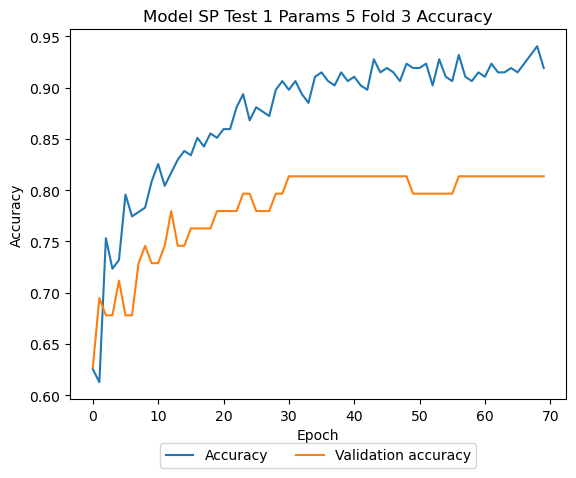 Model SP Test 1 Params 5 Fold 3 Accuracy
Accuracy
0.95
0.90
0.85
0.80
0.75
0.70
0.65
0.60
0 10 20 30 40 50 60 70
Epoch
Accuracy Validation accuracy